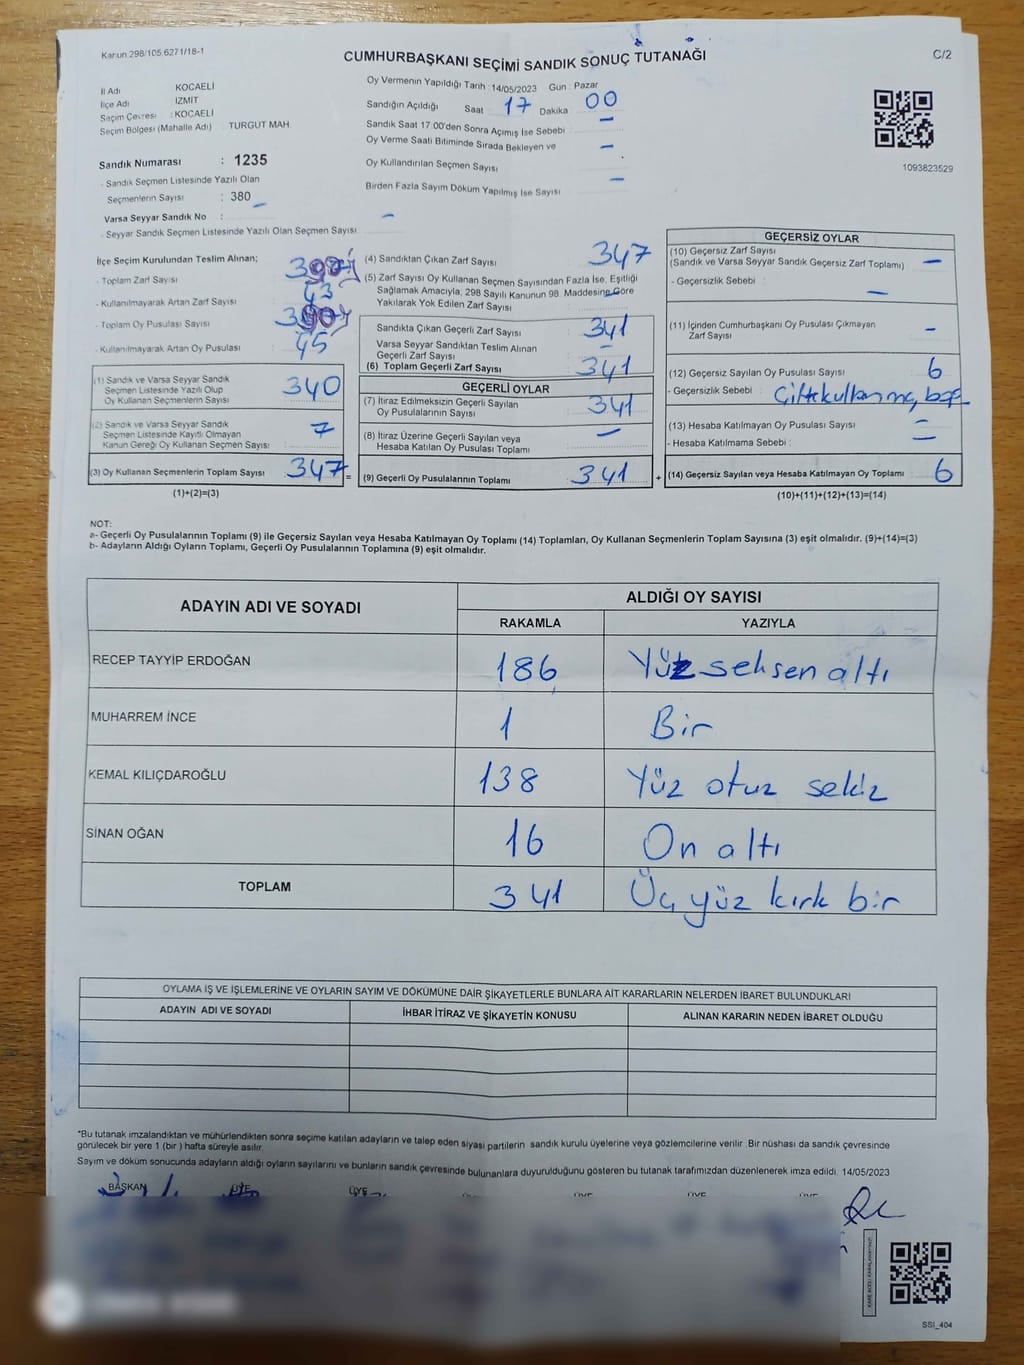 Kanun.298/105,6271/18-1
CUMHURBAŞKANI SEÇİMİ SANDIK SONUÇ TUTANAĞI
C/2
İl Adı KOCAELİ
İlçe Adı İZMİT
Seçim Çevresi : KOCAELİ
Seçim Bölgesi (Mahalle Adı) TURGUT MAH.
Oy Vermenin Yapıldığı Tarih : 14/05/2023 Gün : Pazar
Sandığın Açıldığı Saat 17 Dakika 00
Sandık Saat 17:00'den Sonra Açımış İse Sebebi : –
Oy Verme Saati Bitiminde Sırada Bekleyen ve
Oy Kullandırılan Seçmen Sayısı –
Birden Fazla Sayım Döküm Yapılmış İse Sayısı –
1093823529
Sandık Numarası : 1235
- Sandık Seçmen Listesinde Yazılı Olan
Seçmenlerin Sayısı : 380
Varsa Seyyar Sandık No : –
- Seyyar Sandık Seçmen Listesinde Yazılı Olan Seçmen Sayısı –
İlçe Seçim Kurulundan Teslim Alınan;
- Toplam Zarf Sayısı
- Kullanılmayarak Artan Zarf Sayısı 43
- Toplam Oy Pusulası Sayısı
- Kullanılmayarak Artan Oy Pusulası 45
(1) Sandık ve Varsa Seyyar Sandık
Seçmen Listesinde Yazılı Olup
Oy Kullanan Seçmenlerin Sayısı 340
(2) Sandık ve Varsa Seyyar Sandık
Seçmen Listesinde Kayıtlı Olmayan
Kanun Gereği Oy Kullanan Seçmen Sayısı 7
(3) Oy Kullanan Seçmenlerin Toplam Sayısı 347 =
(1)+(2)=(3)
(4) Sandıktan Çıkan Zarf Sayısı 347
(5) Zarf Sayısı Oy Kullanan Seçmen Sayısından Fazla İse, Eşitliği
Sağlamak Amacıyla, 298 Sayılı Kanunun 98. Maddesine Göre
Yakılarak Yok Edilen Zarf Sayısı : –
Sandıkta Çıkan Geçerli Zarf Sayısı 341
Varsa Seyyar Sandıktan Teslim Alınan
Geçerli Zarf Sayısı –
(6) Toplam Geçerli Zarf Sayısı 341
GEÇERLİ OYLAR
(7) İtiraz Edilmeksizin Geçerli Sayılan
Oy Pusulalarının Sayısı 341
(8) İtiraz Üzerine Geçerli Sayılan veya
Hesaba Katılan Oy Pusulası Toplamı –
(9) Geçerli Oy Pusulalarının Toplamı 341 +
GEÇERSİZ OYLAR
(10) Geçersiz Zarf Sayısı
(Sandık ve Varsa Seyyar Sandık Geçersiz Zarf Toplamı) –
- Geçersizlik Sebebi : –
(11) İçinden Cumhurbaşkanı Oy Pusulası Çıkmayan
Zarf Sayısı –
(12) Geçersiz Sayılan Oy Pusulası Sayısı 6
- Geçersizlik Sebebi : Çift kullanma, boş
(13) Hesaba Katılmayan Oy Pusulası Sayısı –
- Hesaba Katılmama Sebebi : –
(14) Geçersiz Sayılan veya Hesaba Katılmayan Oy Toplamı 6
(10)+(11)+(12)+(13)=(14)
NOT:
a- Geçerli Oy Pusulalarının Toplamı (9) ile Geçersiz Sayılan veya Hesaba Katılmayan Oy Toplamı (14) Toplamları, Oy Kullanan Seçmenlerin Toplam Sayısına (3) eşit olmalıdır. (9)+(14)=(3)
b- Adayların Aldığı Oyların Toplamı, Geçerli Oy Pusulalarının Toplamına (9) eşit olmalıdır.
ADAYIN ADI VE SOYADI ALDIĞI OY SAYISI
RAKAMLA YAZIYLA
RECEP TAYYİP ERDOĞAN 186 Yüz seksen altı
MUHARREM İNCE 1 Bir
KEMAL KILIÇDAROĞLU 138 Yüz otuz sekiz
SİNAN OĞAN 16 On altı
TOPLAM 341 Üç yüz kırk bir
OYLAMA İŞ VE İŞLEMLERİNE VE OYLARIN SAYIM VE DÖKÜMÜNE DAİR ŞİKAYETLERLE BUNLARA AİT KARARLARIN NELERDEN İBARET BULUNDUKLARI
ADAYIN ADI VE SOYADI İHBAR İTİRAZ VE ŞİKAYETİN KONUSU ALINAN KARARIN NEDEN İBARET OLDUĞU
*Bu tutanak imzalandıktan ve mühürlendikten sonra seçime katılan adayların ve talep eden siyasi partilerin sandık kurulu üyelerine veya gözlemcilerine verilir. Bir nüshası da sandık çevresinde
görülecek bir yere 1 (bir) hafta süreyle asılır.
Sayım ve döküm sonucunda adayların aldığı oyların sayılarını ve bunların sandık çevresinde bulunanlara duyurulduğunu gösteren bu tutanak tarafımızdan düzenlenerek imza edildi. 14/05/2023
BAŞKAN ÜYE ÜYE ÜYE ÜYE ÜYE
SSI_404